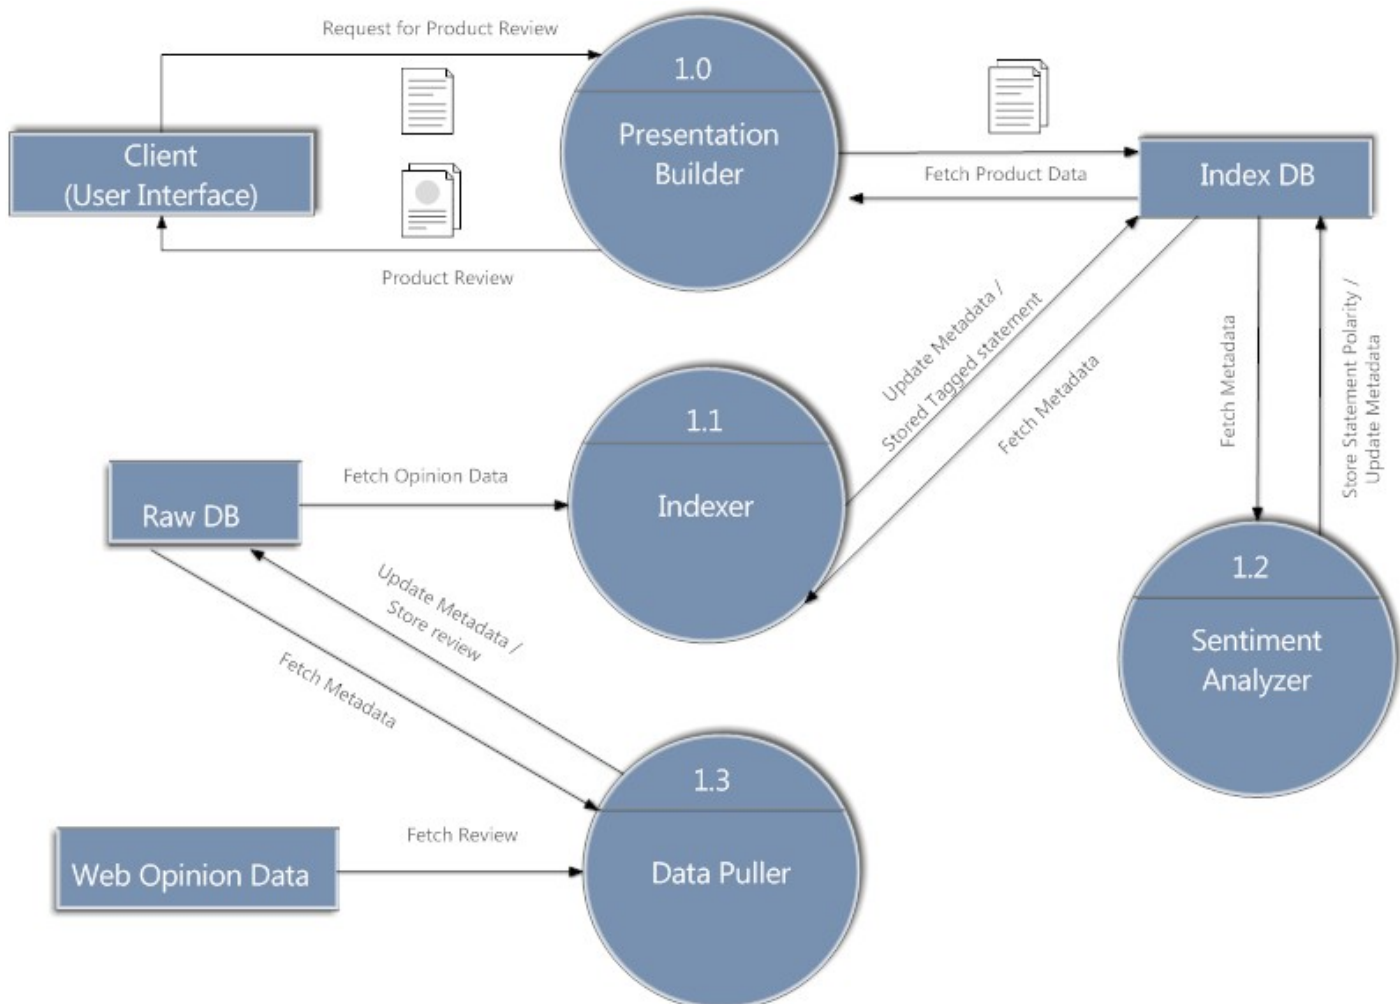 Request for Product Review
1.0
Presentation
Builder
Client
(User Interface)
Fetch Product Data
Index DB
Product Review
Update Metadata /
Stored Tagged statement
Fetch Metadata
Fetch Metadata
Store Statement Polarity /
Update Metadata
1.1
Indexer
Fetch Opinion Data
Raw DB
Update Metadata /
Store review
Fetch Metadata
1.2
Sentiment
Analyzer
1.3
Data Puller
Fetch Review
Web Opinion Data